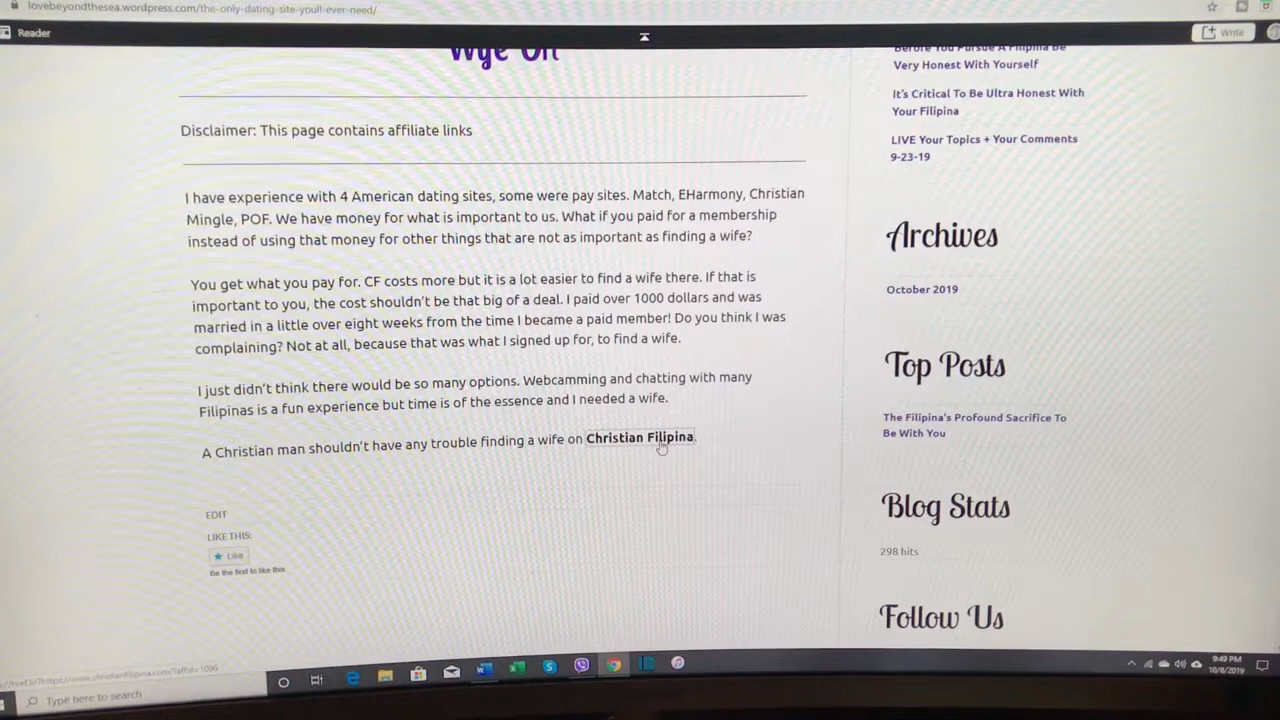 lovebeyondthesea.wordpress.com/the-only-dating-site-youll-ever-need/
Reader
Write
Wye Oh
Disclaimer: This page contains affiliate links
I have experience with 4 American dating sites, some were pay sites. Match, EHarmony, Christian
Mingle, POF. We have money for what is important to us. What if you paid for a membership
instead of using that money for other things that are not as important as finding a wife?
You get what you pay for. CF costs more but it is a lot easier to find a wife there. If that is
important to you, the cost shouldn't be that big of a deal. I paid over 1000 dollars and was
married in a little over eight weeks from the time I became a paid member! Do you think I was
complaining? Not at all, because that was what I signed up for, to find a wife.
I just didn't think there would be so many options. Webcamming and chatting with many
Filipinas is a fun experience but time is of the essence and I needed a wife.
A Christian man shouldn't have any trouble finding a wife on Christian Filipina.
EDIT
LIKE THIS:
Like
Be the first to like this.
Before You Pursue A Filipina Be
Very Honest With Yourself
It's Critical To Be Ultra Honest With
Your Filipina
LIVE Your Topics + Your Comments
9-23-19
Archives
October 2019
Top Posts
The Filipina's Profound Sacrifice To
Be With You
Blog Stats
298 hits
Follow Us
://href.li/?https://www.christianfilipina.com/?affid=1096
Type here to search
9:49 PM
10/8/2019